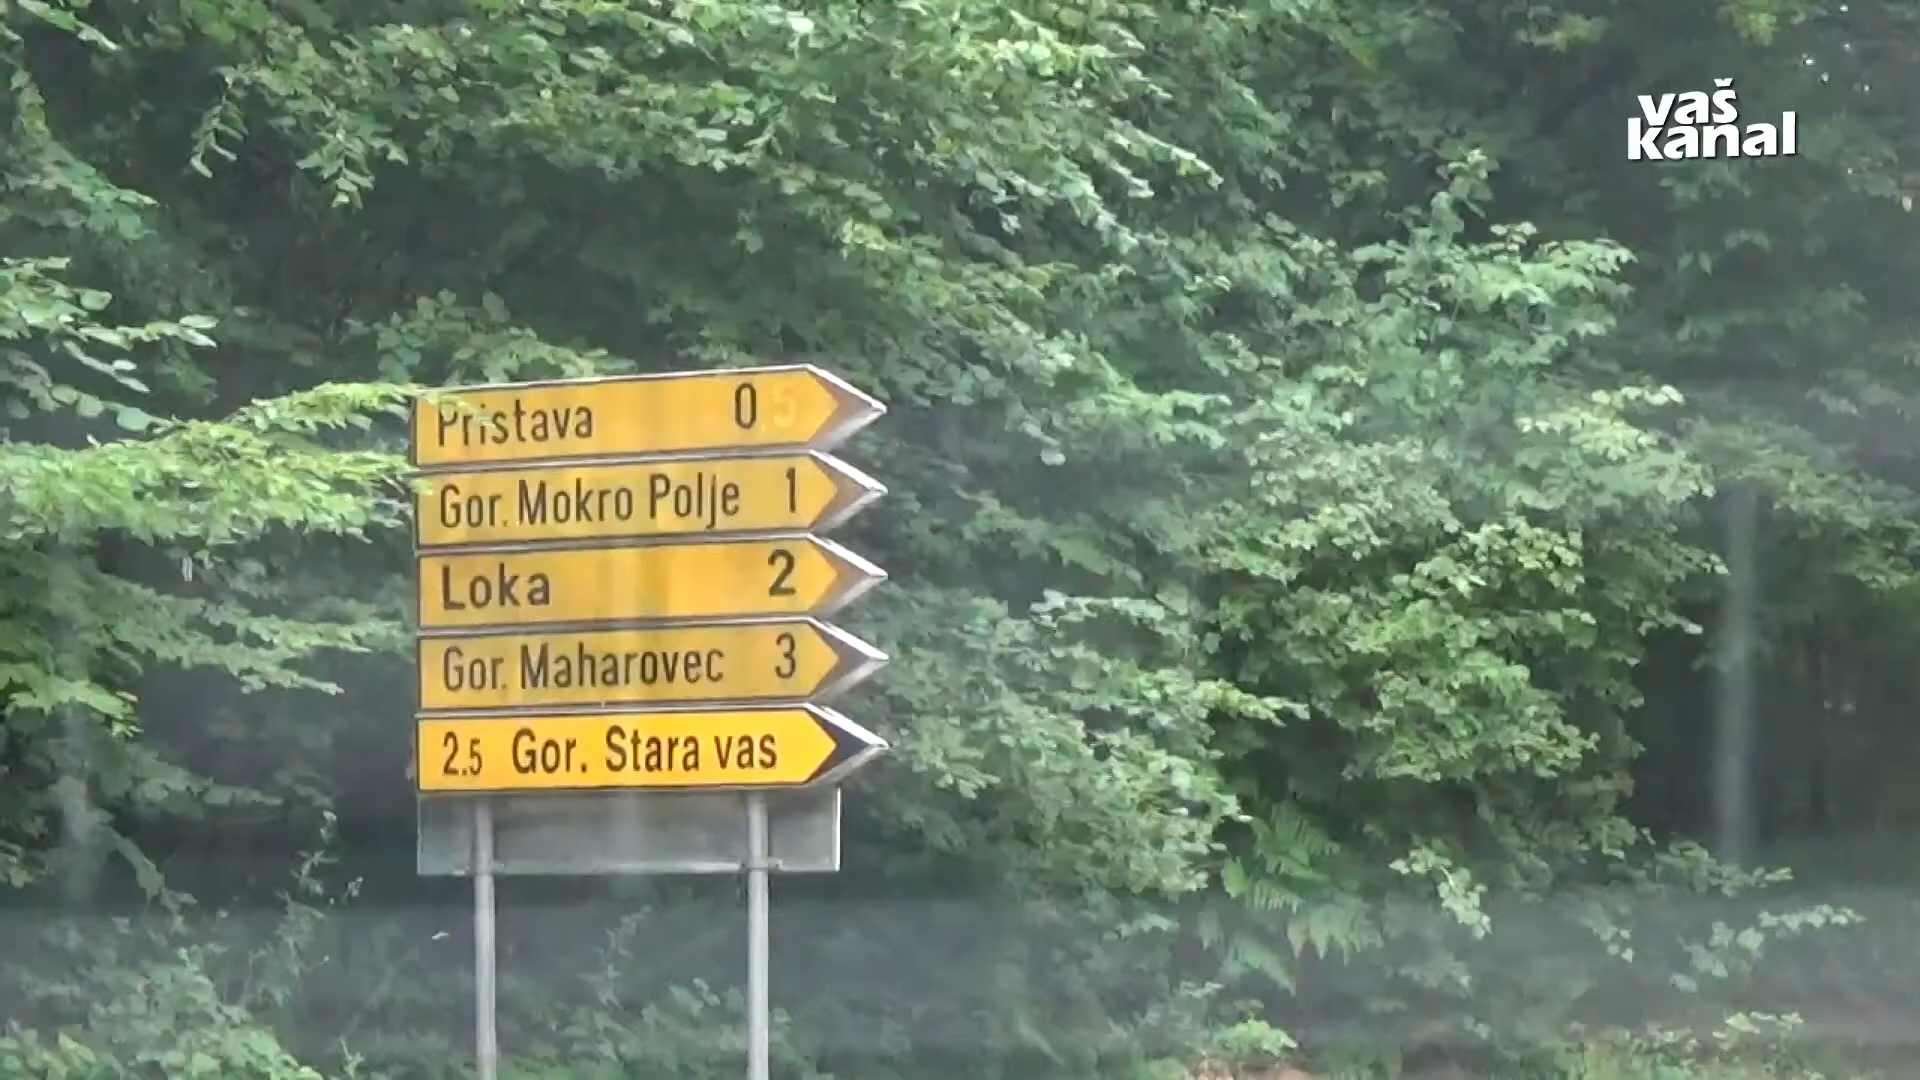 vaš
kanal
Pristava 0.5
Gor. Mokro Polje 1
Loka 2
Gor. Maharovec 3
2.5 Gor. Stara vas